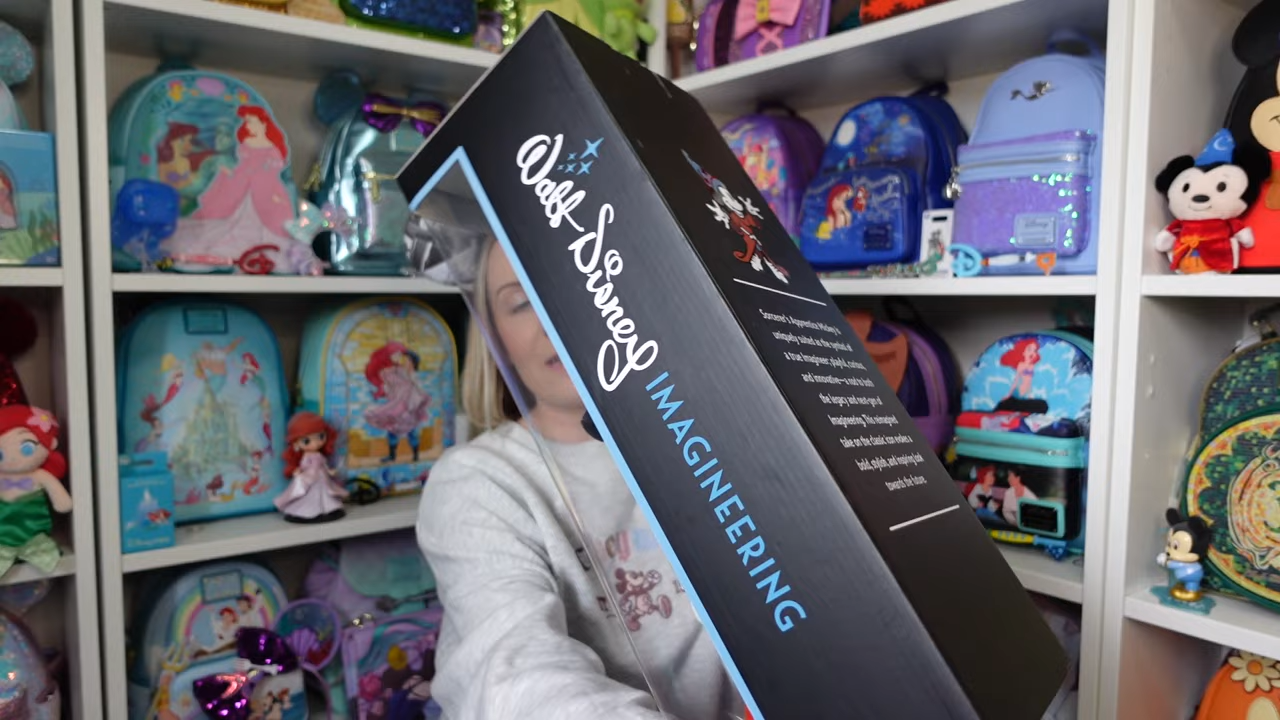 Walt Disney
IMAGINEERING
Sorcerer's Apprentice Mickey is
uniquely suited as the symbol of
a true Imagineer: playful, curious,
and innovative—a nod to both
the legacy and next-gen of
Imagineering. This reimagined
take on the classic icon evokes a
bold, stylish, and inspiring look
towards the future.